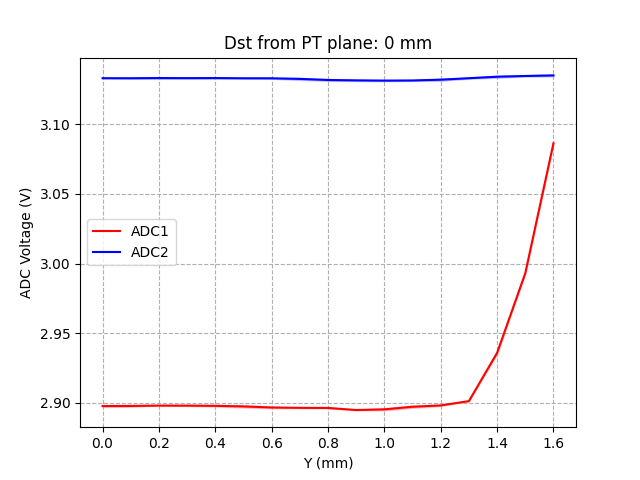 Dst from PT plane: 0 mm
ADC Voltage (V)
3.10
3.05
3.00
2.95
2.90
ADC1
ADC2
0.0 0.2 0.4 0.6 0.8 1.0 1.2 1.4 1.6
Y (mm)